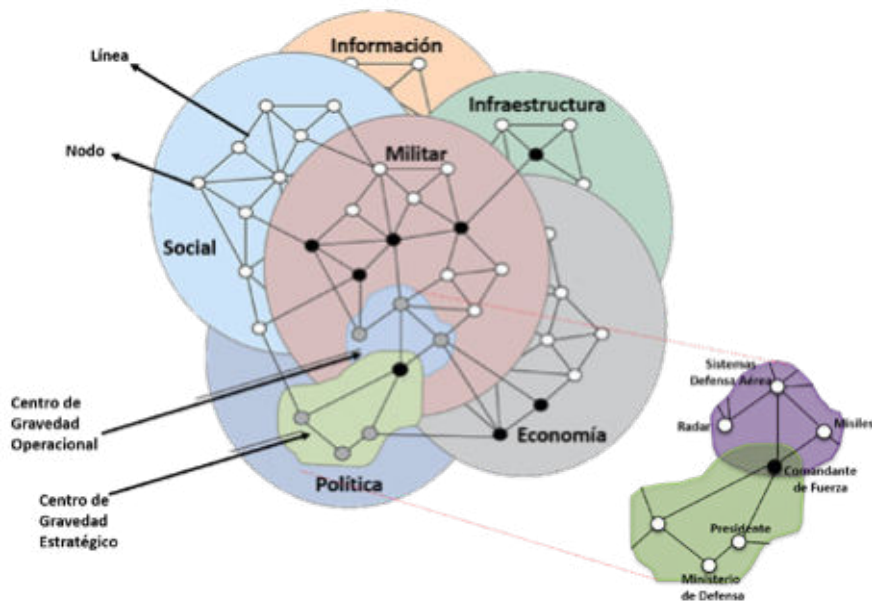 Información
Línea
Infraestructura
Nodo
Militar
Social
Centro de
Gravedad
Operacional
Economía
Política
Centro de
Gravedad
Estratégico
Sistemas
Defensa Aérea
Radar
Misiles
Comandante
de Fuerza
Presidente
Ministerio
de Defensa